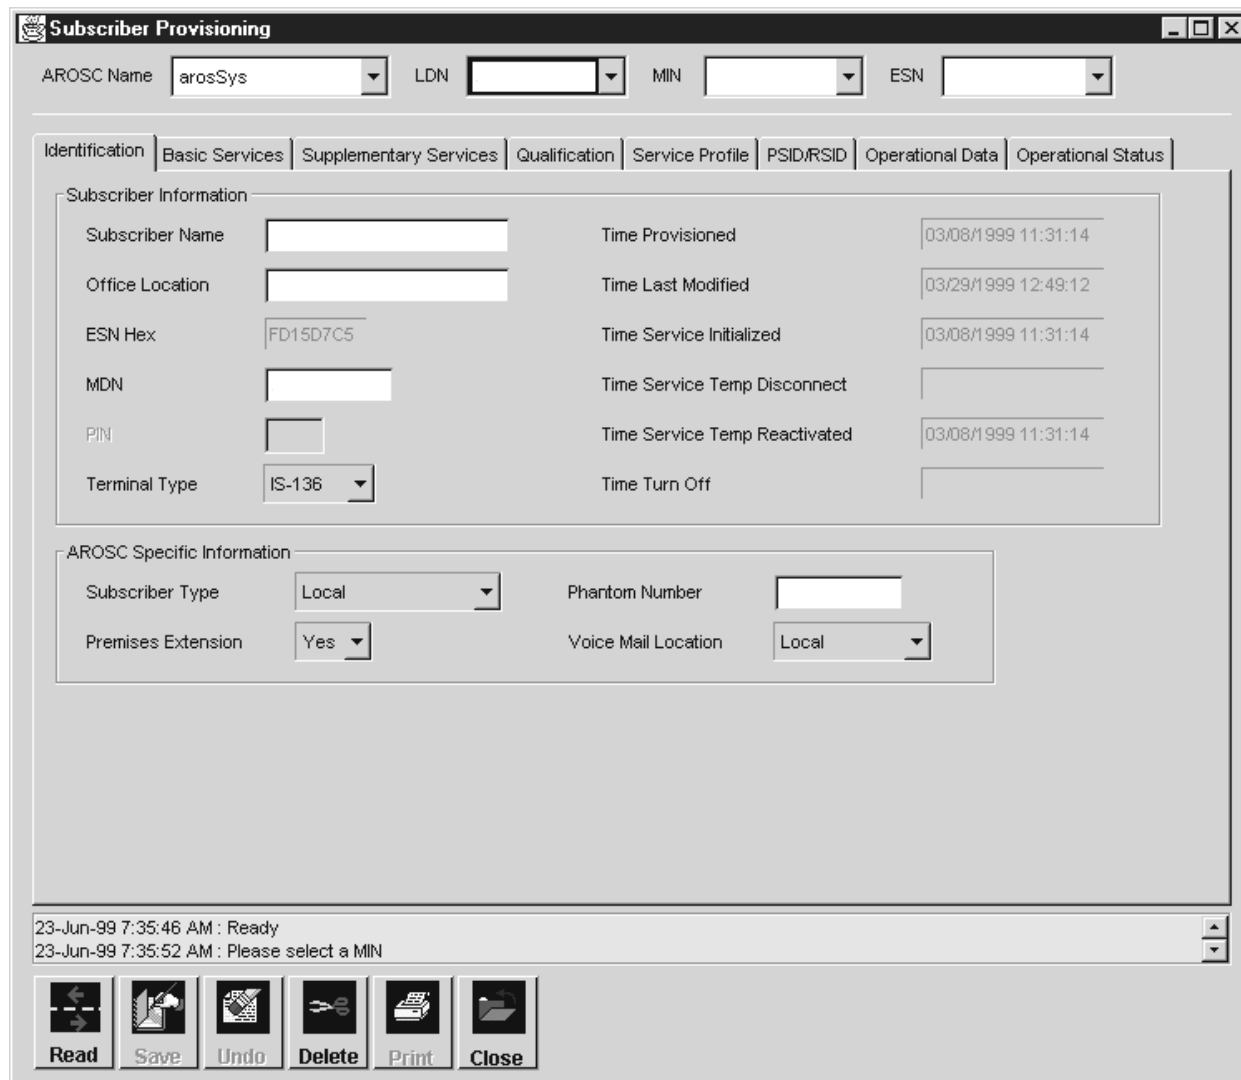 Subscriber Provisioning
AROSC Name arosSys LDN MIN ESN
Identification Basic Services Supplementary Services Qualification Service Profile PSID/RSID Operational Data Operational Status
Subscriber Information
Subscriber Name Time Provisioned 03/08/1999 11:31:14
Office Location Time Last Modified 03/29/1999 12:49:12
ESN Hex FD15D7C5 Time Service Initialized 03/08/1999 11:31:14
MDN Time Service Temp Disconnect
PIN Time Service Temp Reactivated 03/08/1999 11:31:14
Terminal Type IS-136 Time Turn Off
AROSC Specific Information
Subscriber Type Local Phantom Number
Premises Extension Yes Voice Mail Location Local
23-Jun-99 7:35:46 AM : Ready
23-Jun-99 7:35:52 AM : Please select a MIN
Read Save Undo Delete Print Close